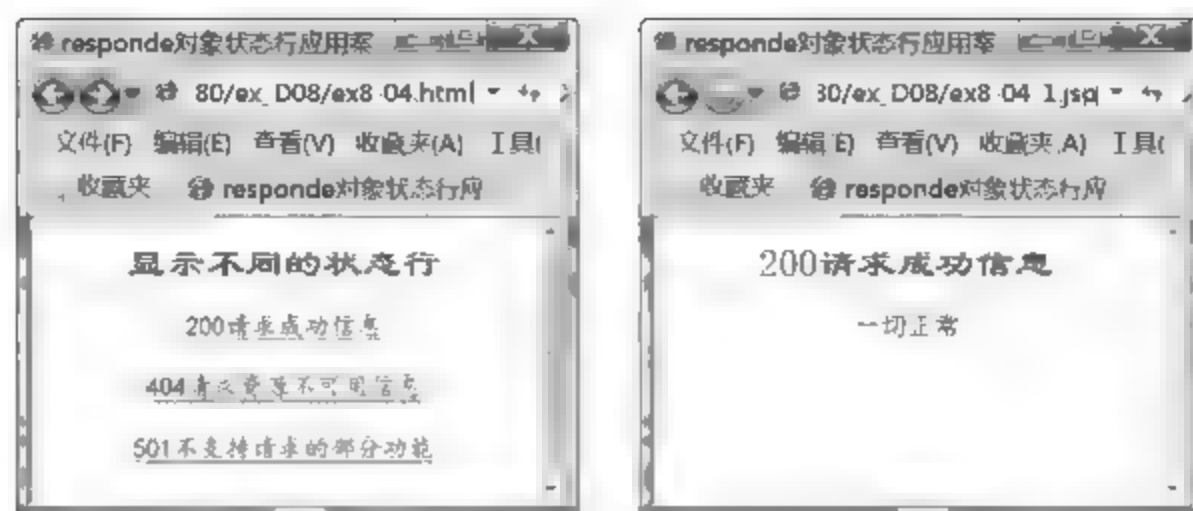 responde对象状态行应用案
80/ex_D08/ex8-04.html
文件(F) 编辑(E) 查看(V) 收藏夹(A) 工具(
收藏夹 responde对象状态行应
显示不同的状态行
200请求成功信息
404请求资源不可用信息
501不支持请求的部分功能
responde对象状态行应用案
30/ex_D08/ex8-04_1.jsp
文件(F) 编辑(E) 查看(V) 收藏夹(A) 工具(
收藏夹 responde对象状态行应
200请求成功信息
一切正常